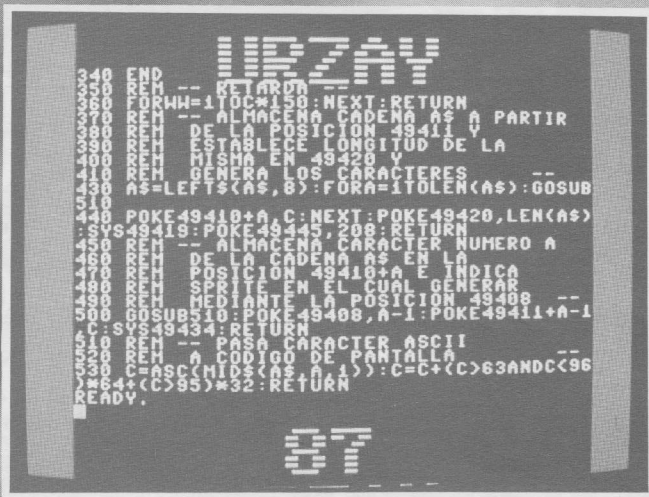 URZAY
340 END
350 REM -- RETARDA --
360 FORWW=1TOC*150:NEXT:RETURN
370 REM -- ALMACENA CADENA A$ A PARTIR
380 REM    DE LA POSICION 49411 Y
390 REM    ESTABLECE LONGITUD DE LA
400 REM    MISMA EN 49420 Y
410 REM    GENERA LOS CARACTERES      --
430 A$=LEFT$(A$,8):FORA=1TOLEN(A$):GOSUB
510
440 POKE49410+A,C:NEXT:POKE49420,LEN(A$)
:SYS49419:POKE49445,208:RETURN
450 REM -- ALMACENA CARACTER NUMERO A
460 REM    DE LA CADENA A$ EN LA
470 REM    POSICION 49410+A E INDICA
480 REM    SPRITE EN EL CUAL GENERAR
490 REM    MEDIANTE LA POSICION 49408  --
500 GOSUB510:POKE49408,A-1:POKE49411+A-1
,C:SYS49434:RETURN
510 REM -- PASA CARACTER ASCII
520 REM    A CODIGO DE PANTALLA       --
530 C=ASC(MID$(A$,A,1)):C=C+(C>63ANDC<96
)*64+(C>95)*32:RETURN
READY.
87